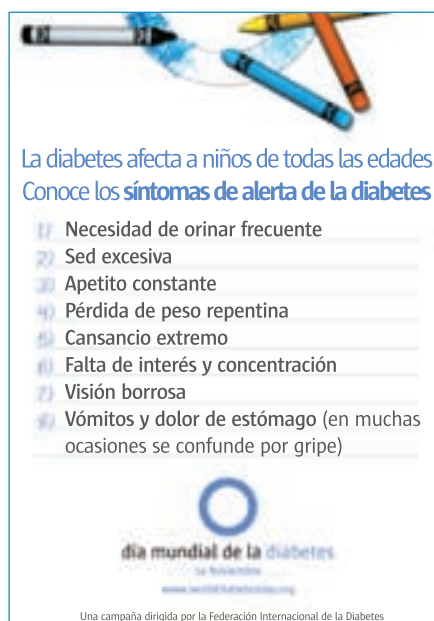 La diabetes afecta a niños de todas las edades
Conoce los síntomas de alerta de la diabetes
1) Necesidad de orinar frecuente
2) Sed excesiva
3) Apetito constante
4) Pérdida de peso repentina
5) Cansancio extremo
6) Falta de interés y concentración
7) Visión borrosa
8) Vómitos y dolor de estómago (en muchas
ocasiones se confunde por gripe)
día mundial de la diabetes
14 Noviembre
www.worlddiabetesday.org
Una campaña dirigida por la Federación Internacional de la Diabetes